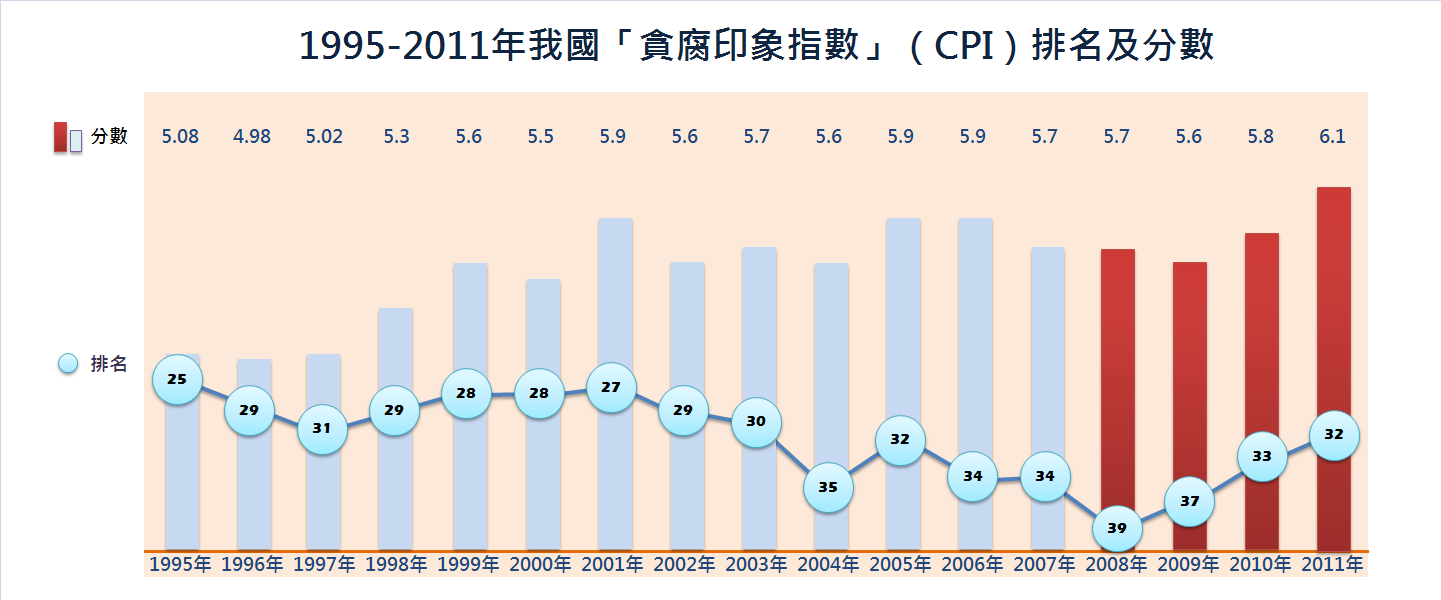 1995-2011年我國「貪腐印象指數」（CPI）排名及分數
分數 5.08 4.98 5.02 5.3 5.6 5.5 5.9 5.6 5.7 5.6 5.9 5.9 5.7 5.7 5.6 5.8 6.1
排名 25 29 31 29 28 28 27 29 30 35 32 34 34 39 37 33 32
1995年 1996年 1997年 1998年 1999年 2000年 2001年 2002年 2003年 2004年 2005年 2006年 2007年 2008年 2009年 2010年 2011年